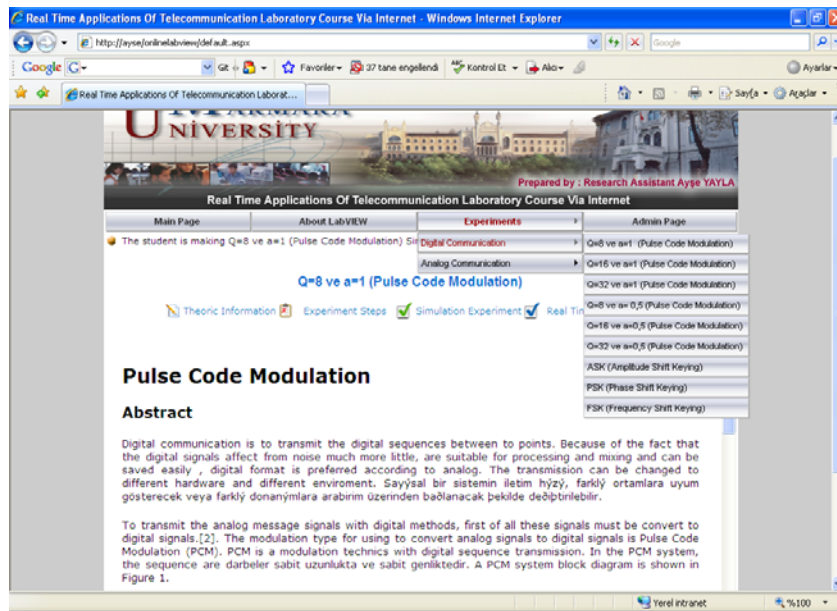 Real Time Applications Of Telecommunication Laboratory Course Via Internet - Windows Internet Explorer
http://ayse/onlinelabview/default.aspx
Google
Google G
Git
Favoriler
37 tane engellendi
Kontrol Et
Alıcı
Ayarlar
Real Time Applications Of Telecommunication Laborat...
Sayfa
Araçlar
MARMARA
UNİVERSİTY
Prepared by : Research Assistant Ayşe YAYLA
Real Time Applications Of Telecommunication Laboratory Course Via Internet
Main Page About LabVIEW Experiments Admin Page
The student is making Q=8 ve a=1 (Pulse Code Modulation)
Digital Communication
Analog Communication
Q=8 ve a=1 (Pulse Code Modulation)
Q=16 ve a=1 (Pulse Code Modulation)
Q=32 ve a=1 (Pulse Code Modulation)
Q=8 ve a= 0,5 (Pulse Code Modulation)
Q=16 ve a=0,5 (Pulse Code Modulation)
Q=32 ve a=0,5 (Pulse Code Modulation)
ASK (Amplitude Shift Keying)
PSK (Phase Shift Keying)
FSK (Frequency Shift Keying)
Q=8 ve a=1 (Pulse Code Modulation)
Theoric Information Experiment Steps Simulation Experiment Real Tim
Pulse Code Modulation
Abstract
Digital communication is to transmit the digital sequences between to points. Because of the fact that
the digital signals affect from noise much more little, are suitable for processing and mixing and can be
saved easily , digital format is preferred according to analog. The transmission can be changed to
different hardware and different enviroment. Sayýsal bir sistemin iletim hýzý, farklý ortamlara uyum
gösterecek veya farklý donanýmlara arabirim üzerinden baðlanacak þekilde deðiþtirilebilir.
To transmit the analog message signals with digital methods, first of all these signals must be convert to
digital signals.[2]. The modulation type for using to convert analog signals to digital signals is Pulse Code
Modulation (PCM). PCM is a modulation technics with digital sequence transmission. In the PCM system,
the sequence are darbeler sabit uzunlukta ve sabit genliktedir. A PCM system block diagram is shown in
Figure 1.
Yerel intranet
%100